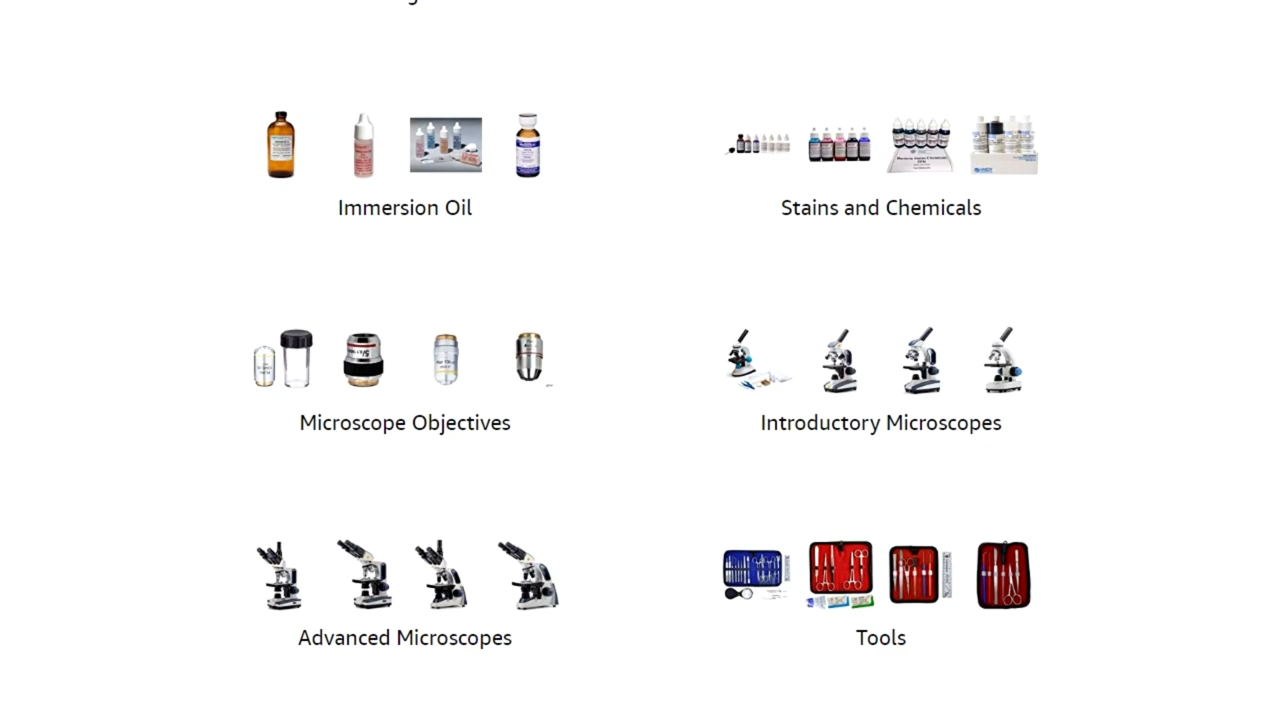 Immersion Oil
Stains and Chemicals
Microscope Objectives
Introductory Microscopes
Advanced Microscopes
Tools